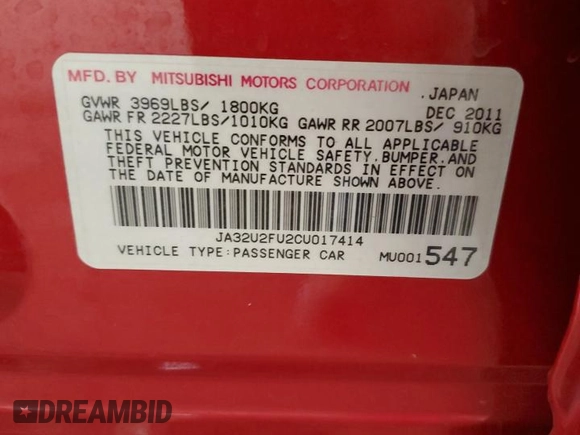 MFD. BY MITSUBISHI MOTORS CORPORATION .JAPAN
GVWR 3969LBS/ 1800KG DEC 2011
GAWR FR 2227LBS/1010KG GAWR RR 2007LBS/ 910KG
THIS VEHICLE CONFORMS TO ALL APPLICABLE
FEDERAL MOTOR VEHICLE SAFETY,BUMPER,AND
THEFT PREVENTION STANDARDS IN EFFECT ON
THE DATE OF MANUFACTURE SHOWN ABOVE.
JA32U2FU2CU017414
VEHICLE TYPE:PASSENGER CAR MU001547
DREAMBID